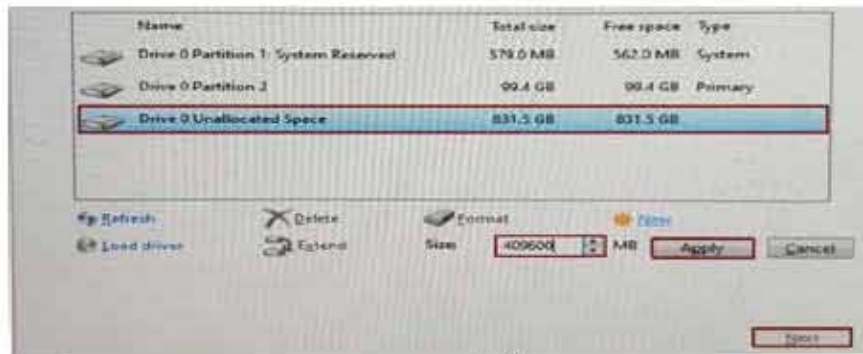 Name Total size Free space Type
Drive 0 Partition 1: System Reserved 579.0 MB 562.0 MB System
Drive 0 Partition 2 99.4 GB 99.4 GB Primary
Drive 0 Unallocated Space 831.5 GB 831.5 GB
Refresh Delete Format New
Load driver Extend Size: 409600 MB Apply Cancel
Next